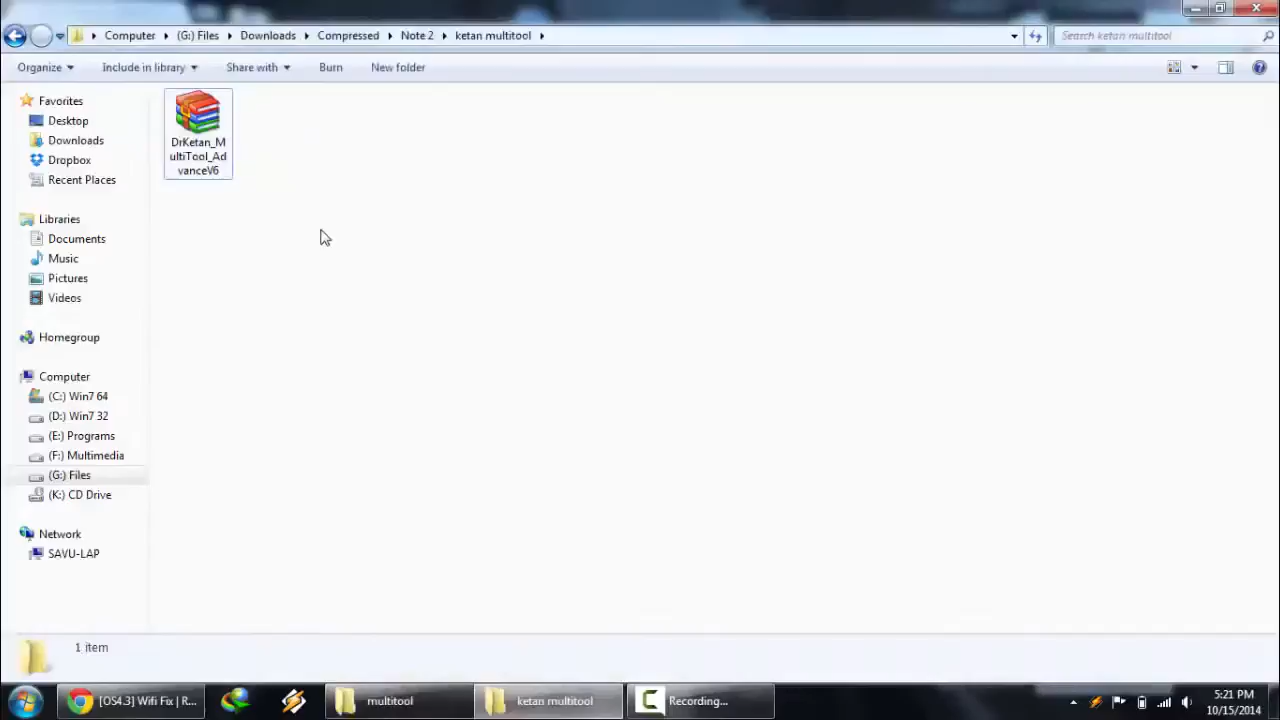 Computer
(G:) Files
Downloads
Compressed
Note 2
ketan multitool
Search ketan multitool
Organize
Include in library
Share with
Burn
New folder
Favorites
Desktop
Downloads
Dropbox
Recent Places
Libraries
Documents
Music
Pictures
Videos
Homegroup
Computer
(C:) Win7 64
(D:) Win7 32
(E:) Programs
(F:) Multimedia
(G:) Files
(K:) CD Drive
Network
SAVU-LAP
DrKetan_M
ultiTool_Ad
vanceV6
1 item
[OS4.3] Wifi Fix | R...
multitool
ketan multitool
Recording...
5:21 PM
10/15/2014